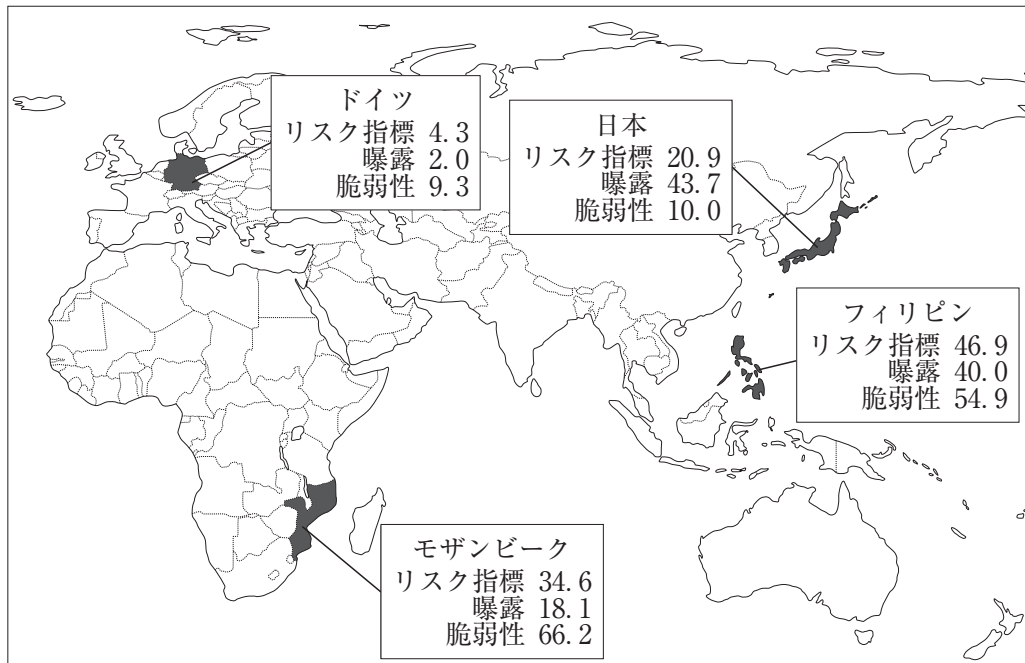 ドイツ
リスク指標 4.3
曝露 2.0
脆弱性 9.3
日本
リスク指標 20.9
曝露 43.7
脆弱性 10.0
フィリピン
リスク指標 46.9
曝露 40.0
脆弱性 54.9
モザンビーク
リスク指標 34.6
曝露 18.1
脆弱性 66.2